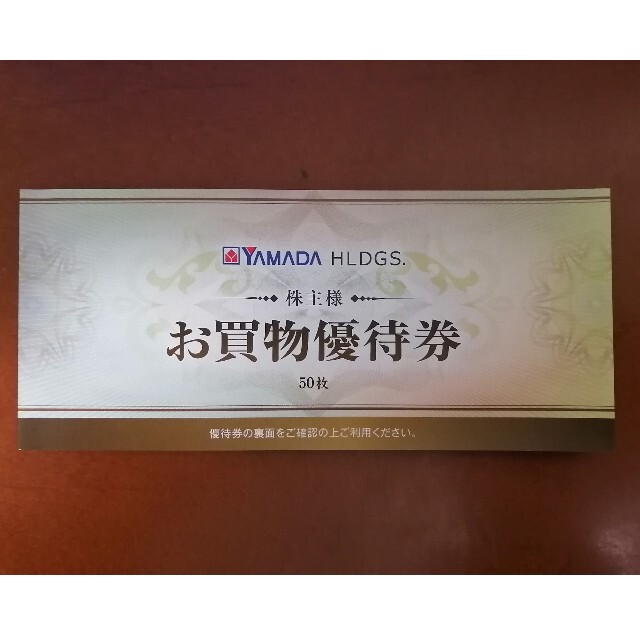 YAMADA HLDGS.
株主様
お買物優待券
50枚
優待券の裏面をご確認の上ご利用ください。